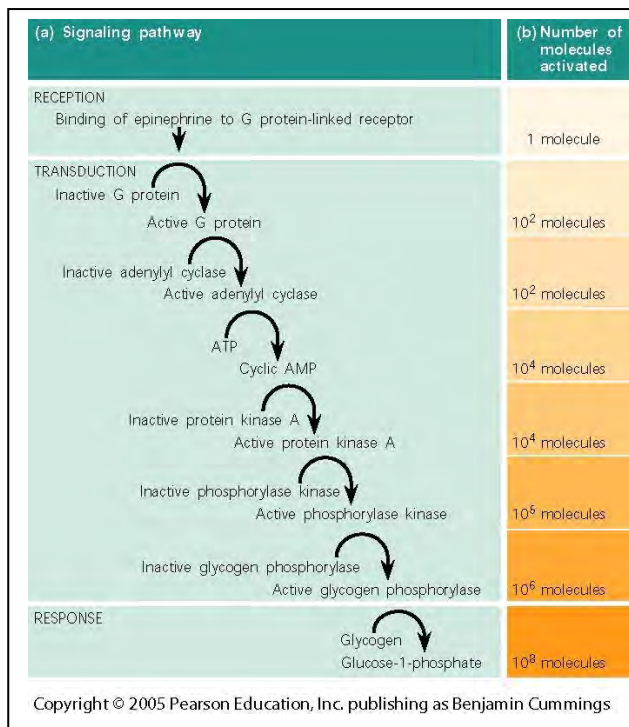 (a) Signaling pathway
(b) Number of
molecules
activated
RECEPTION
Binding of epinephrine to G protein-linked receptor
1 molecule
TRANSDUCTION
Inactive G protein
Active G protein
10² molecules
Inactive adenylyl cyclase
Active adenylyl cyclase
10² molecules
ATP
Cyclic AMP
10⁴ molecules
Inactive protein kinase A
Active protein kinase A
10⁴ molecules
Inactive phosphorylase kinase
Active phosphorylase kinase
10⁵ molecules
Inactive glycogen phosphorylase
Active glycogen phosphorylase
10⁶ molecules
RESPONSE
Glycogen
Glucose-1-phosphate
10⁸ molecules
Copyright © 2005 Pearson Education, Inc. publishing as Benjamin Cummings